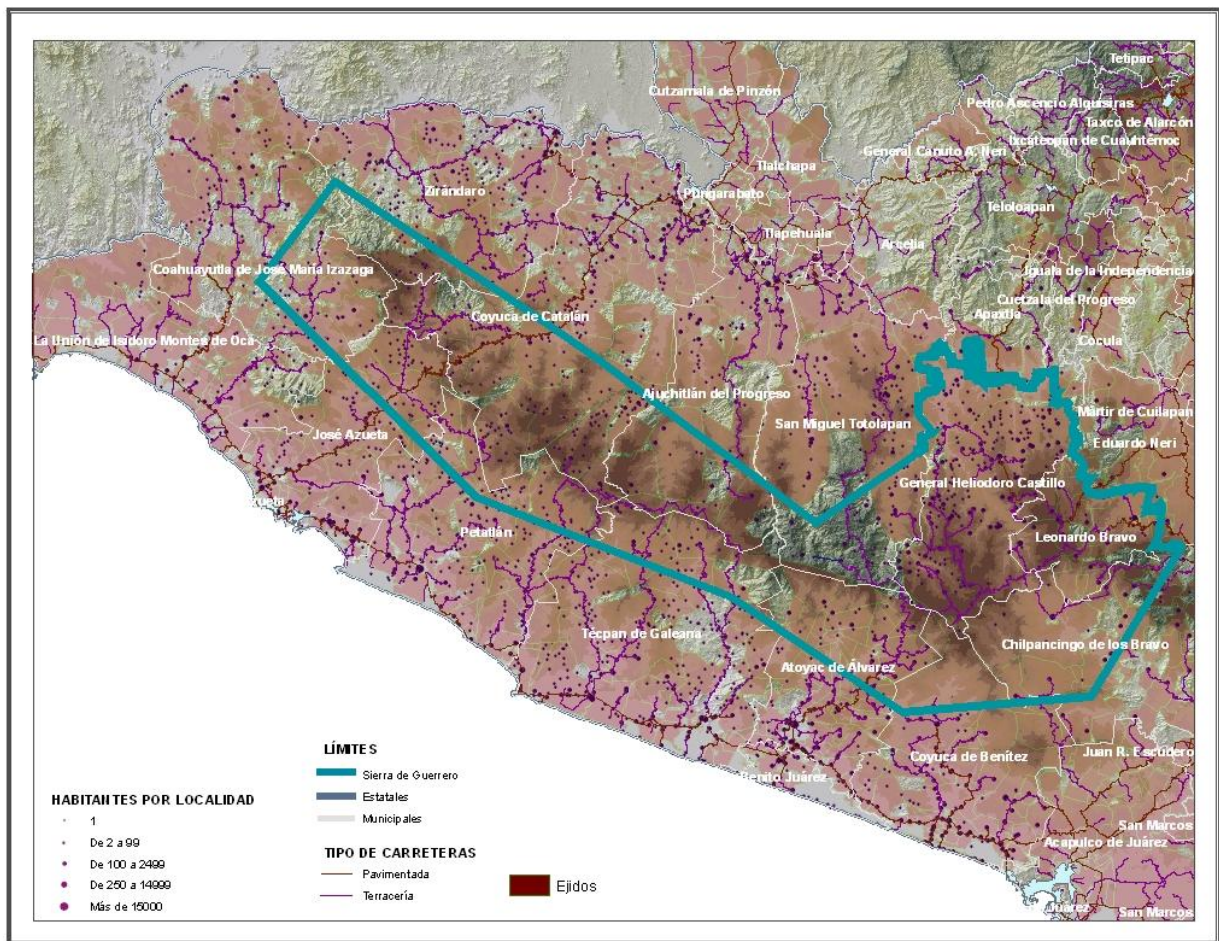 Tetipac
Cutzamala de Pinzón
Pedro Ascencio Alquisiras
Taxco de Alarcón
Ixcateopan de Cuauhtémoc
General Canuto A. Neri
Tlalchapa
Zirándaro
Pungarabato
Teloloapan
Tlapehuala
Arcelia
Coahuayutla de José María Izazaga
Iguala de la Independencia
Cuetzala del Progreso
Coyuca de Catalán
Apaxtla
La Unión de Isidoro Montes de Oca
Cocula
Ajuchitlán del Progreso
San Miguel Totolapan
Mártir de Cuilapan
José Azueta
Eduardo Neri
General Heliodoro Castillo
Petatlán
Leonardo Bravo
Técpan de Galeana
Chilpancingo de los Bravo
Atoyac de Álvarez
Coyuca de Benítez
Juan R. Escudero
Benito Juárez
San Marcos
Acapulco de Juárez
Juárez
San Marcos
LÍMITES
Sierra de Guerrero
Estatales
Municipales
TIPO DE CARRETERAS
Pavimentada
Terracería
Ejidos
HABITANTES POR LOCALIDAD
1
De 2 a 99
De 100 a 2499
De 250 a 14999
Más de 15000